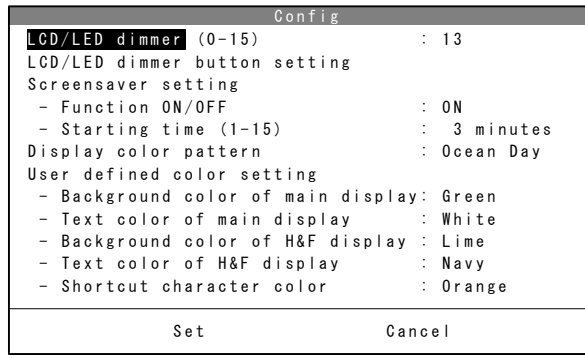 Config
LCD/LED dimmer (0-15) : 13
LCD/LED dimmer button setting
Screensaver setting
- Function ON/OFF : ON
- Starting time (1-15) : 3 minutes
Display color pattern : Ocean Day
User defined color setting
- Background color of main display: Green
- Text color of main display : White
- Background color of H&F display : Lime
- Text color of H&F display : Navy
- Shortcut character color : Orange
Set Cancel